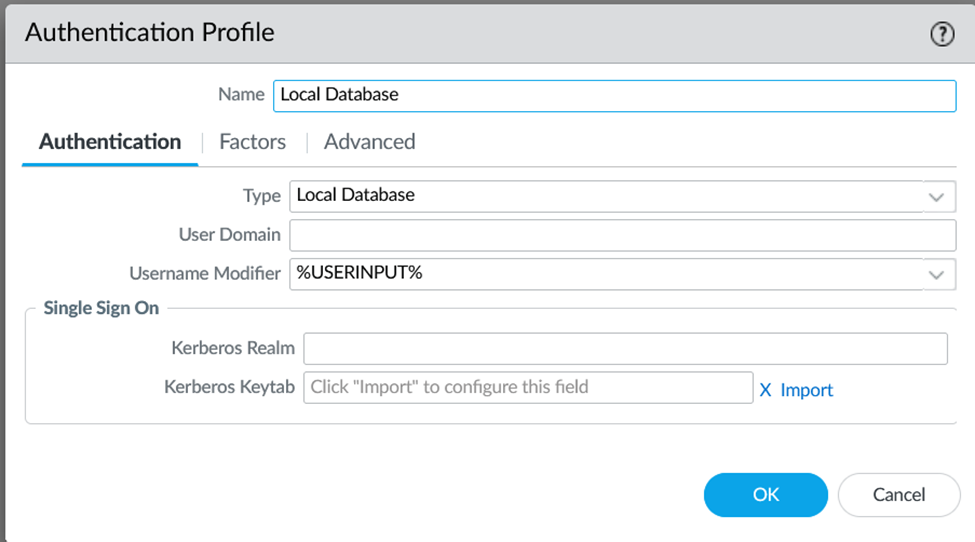 Authentication Profile ?
Name Local Database
Authentication Factors Advanced
Type Local Database
User Domain
Username Modifier %USERINPUT%
Single Sign On
Kerberos Realm
Kerberos Keytab Click "Import" to configure this field X Import
OK Cancel